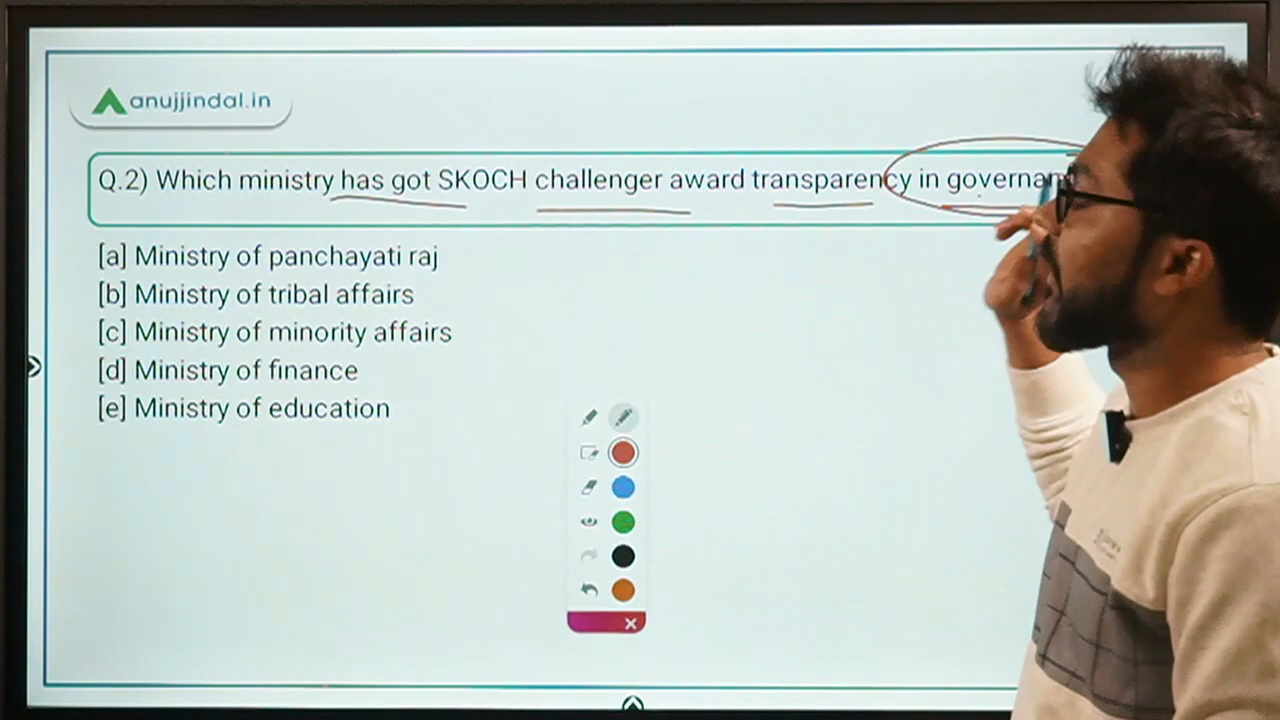 anujjindal.in
Q.2) Which ministry has got SKOCH challenger award transparency in
[a] Ministry of panchayati raj
[b] Ministry of tribal affairs
[c] Ministry of minority affairs
[d] Ministry of finance
[e] Ministry of education